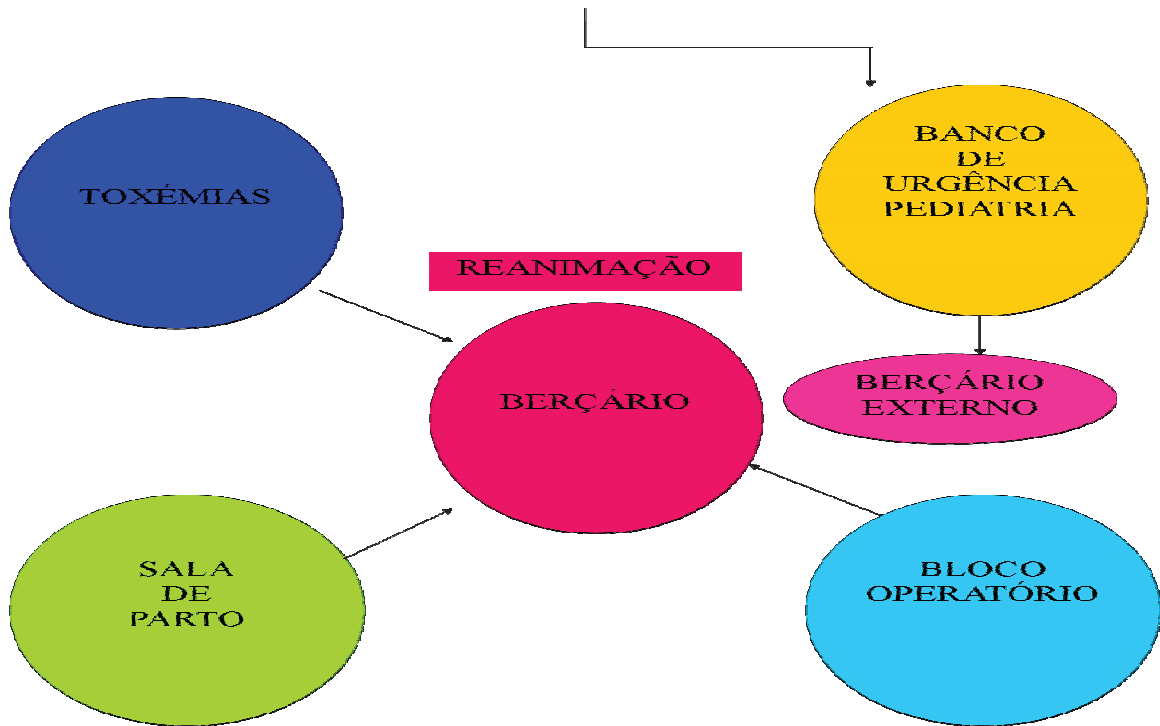 TOXÉMIAS
BANCO
DE
URGÊNCIA
PEDIATRIA
REANIMAÇÃO
BERÇÁRIO
BERÇÁRIO
EXTERNO
SALA
DE
PARTO
BLOCO
OPERATÓRIO